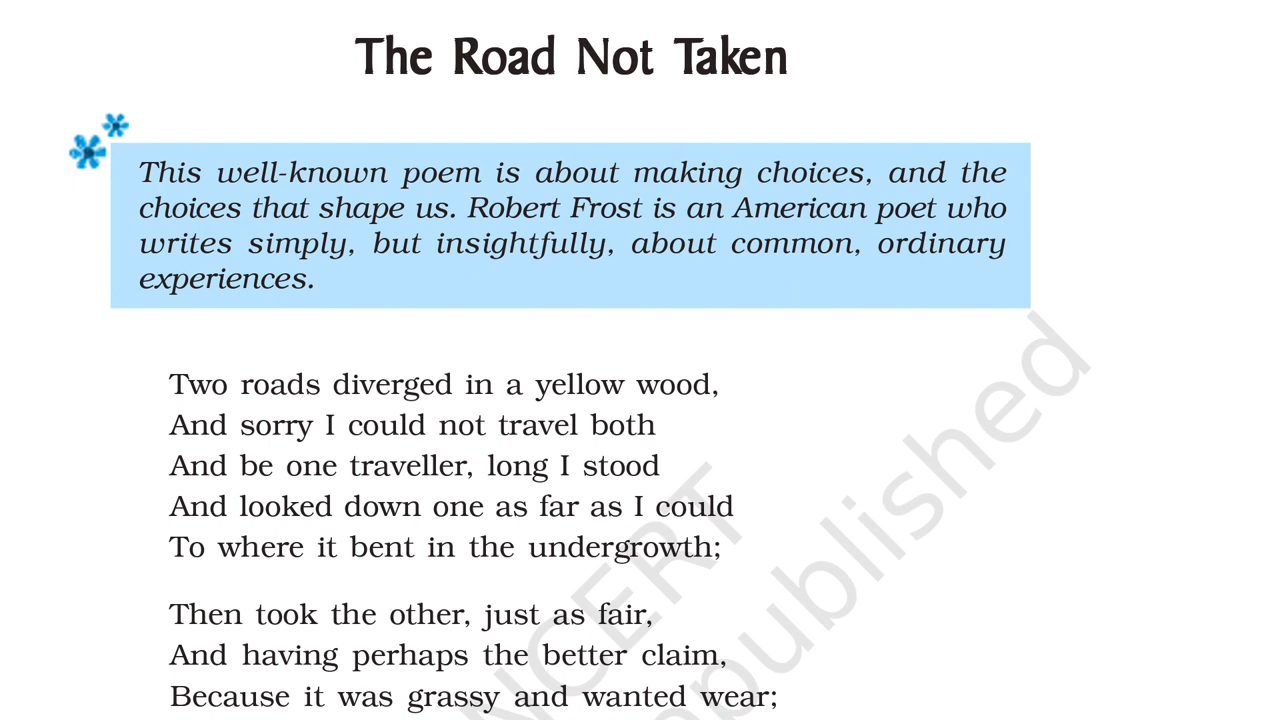 The Road Not Taken
This well-known poem is about making choices, and the
choices that shape us. Robert Frost is an American poet who
writes simply, but insightfully, about common, ordinary
experiences.
Two roads diverged in a yellow wood,
And sorry I could not travel both
And be one traveller, long I stood
And looked down one as far as I could
To where it bent in the undergrowth;
Then took the other, just as fair,
And having perhaps the better claim,
Because it was grassy and wanted wear;
NCERT
published